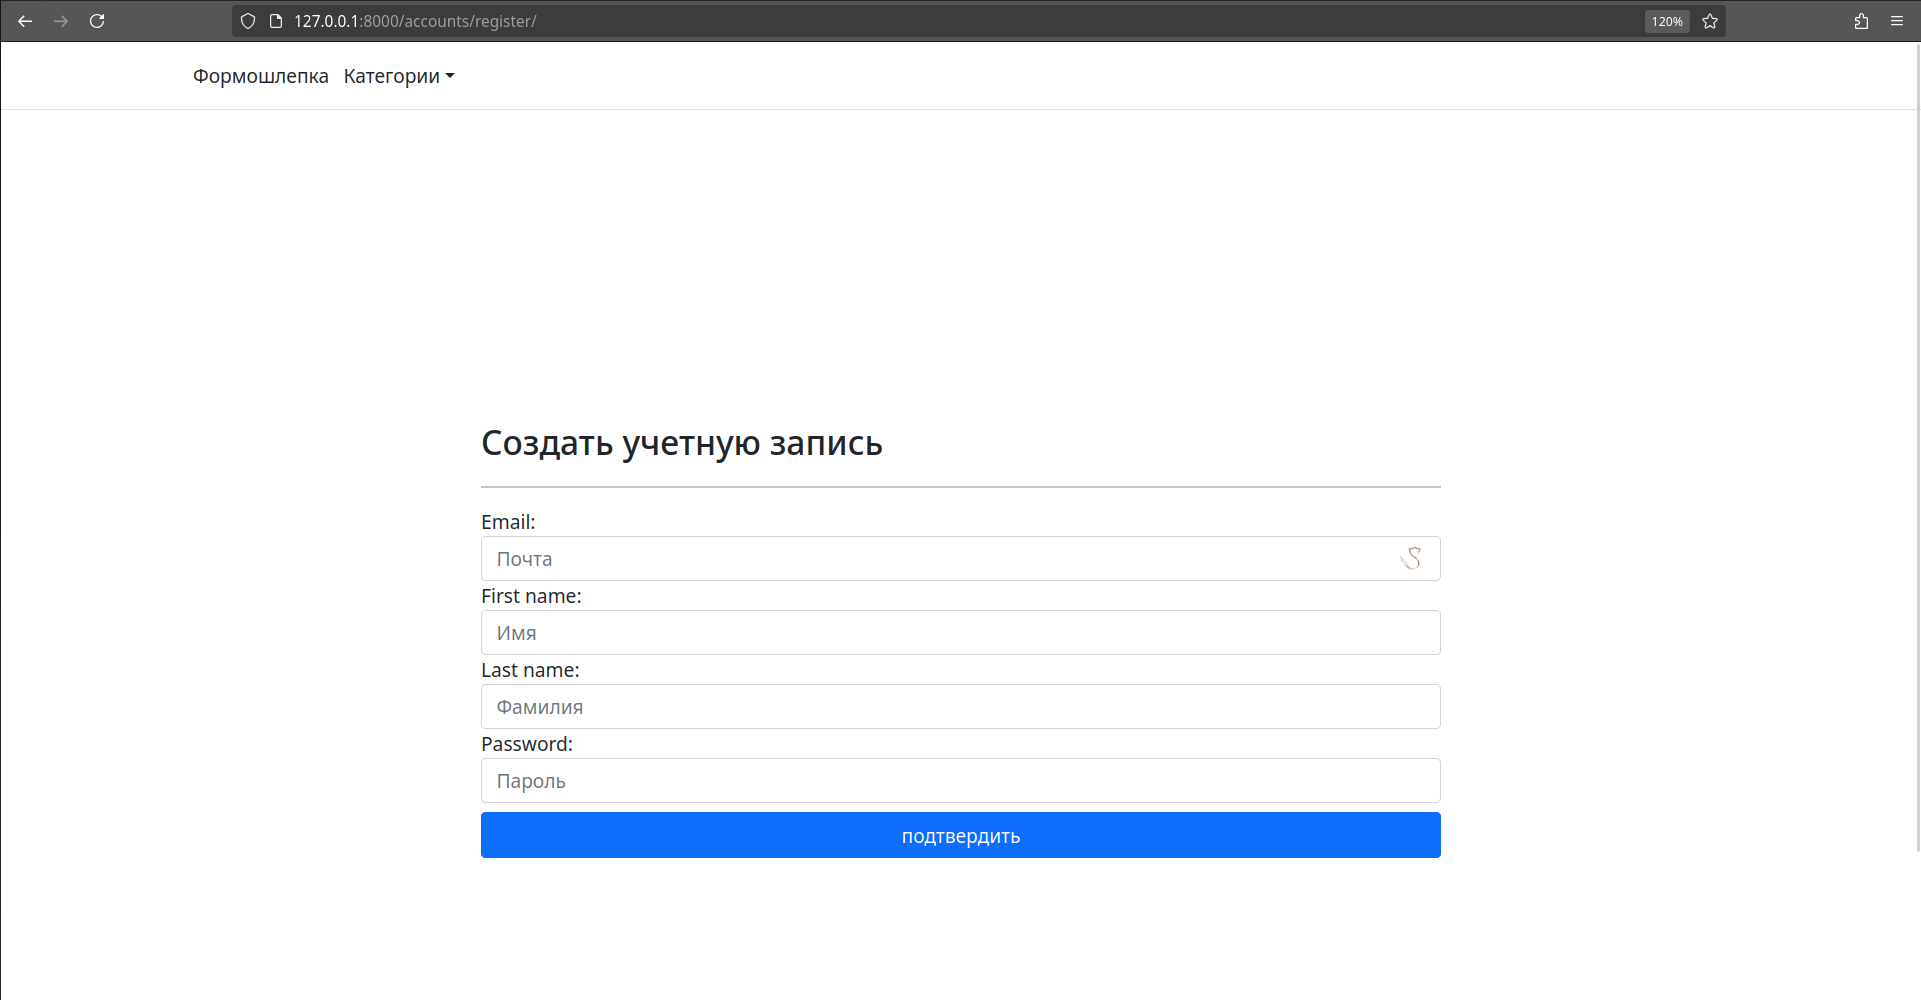 127.0.0.1:8000/accounts/register/ 120%
Формошлепка Категории
Создать учетную запись
Email:
Почта
First name:
Имя
Last name:
Фамилия
Password:
Пароль
подтвердить